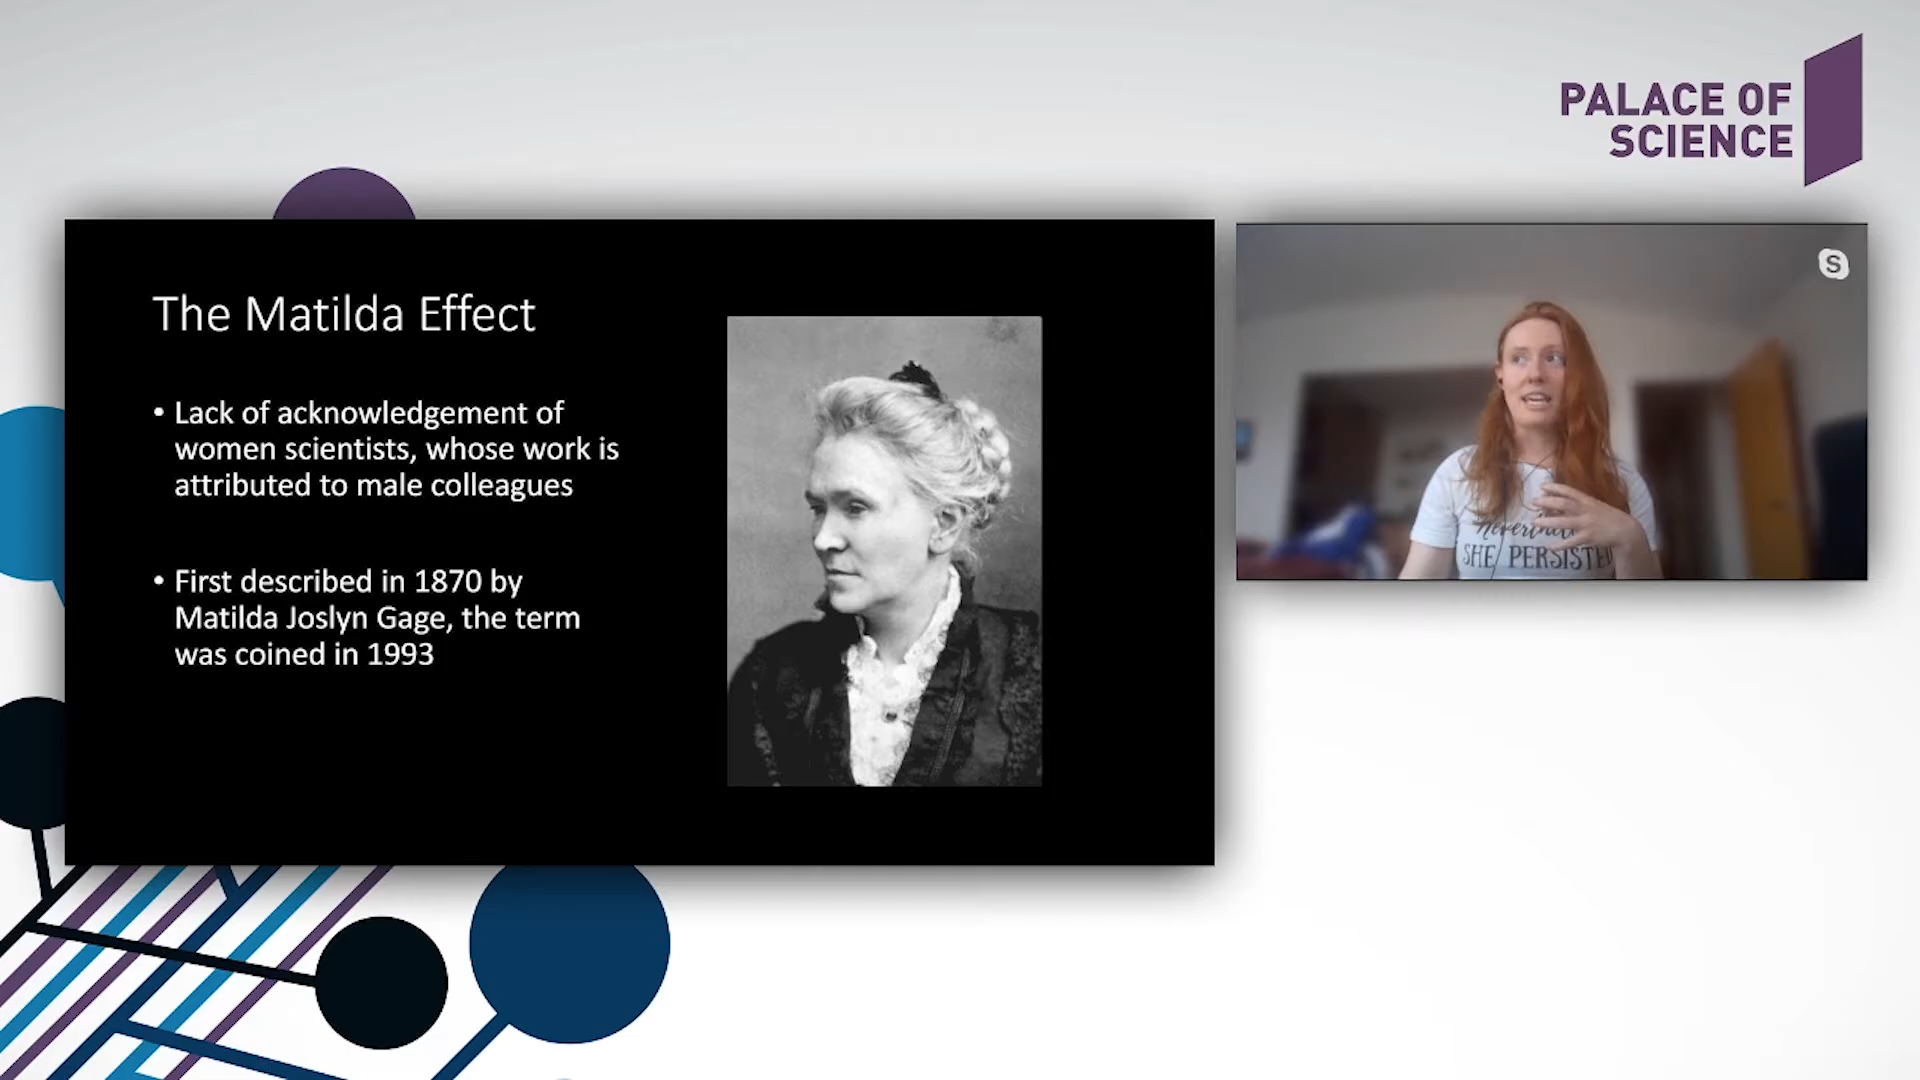 PALACE OF
SCIENCE
The Matilda Effect
• Lack of acknowledgement of
women scientists, whose work is
attributed to male colleagues
• First described in 1870 by
Matilda Joslyn Gage, the term
was coined in 1993
S
SHE PERSISTED